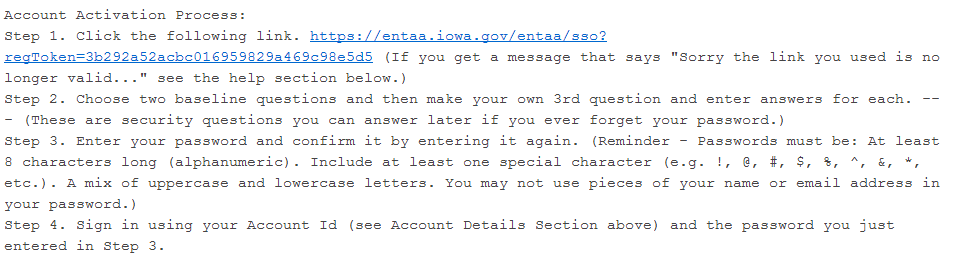 Account Activation Process:
Step 1. Click the following link. https://entaa.iowa.gov/entaa/sso?
regToken=3b292a52acbc016959829a469c98e5d5 (If you get a message that says "Sorry the link you used is no
longer valid..." see the help section below.)
Step 2. Choose two baseline questions and then make your own 3rd question and enter answers for each. --
- (These are security questions you can answer later if you ever forget your password.)
Step 3. Enter your password and confirm it by entering it again. (Reminder - Passwords must be: At least
8 characters long (alphanumeric). Include at least one special character (e.g. !, @, #, $, %, ^, &, *,
etc.). A mix of uppercase and lowercase letters. You may not use pieces of your name or email address in
your password.)
Step 4. Sign in using your Account Id (see Account Details Section above) and the password you just
entered in Step 3.